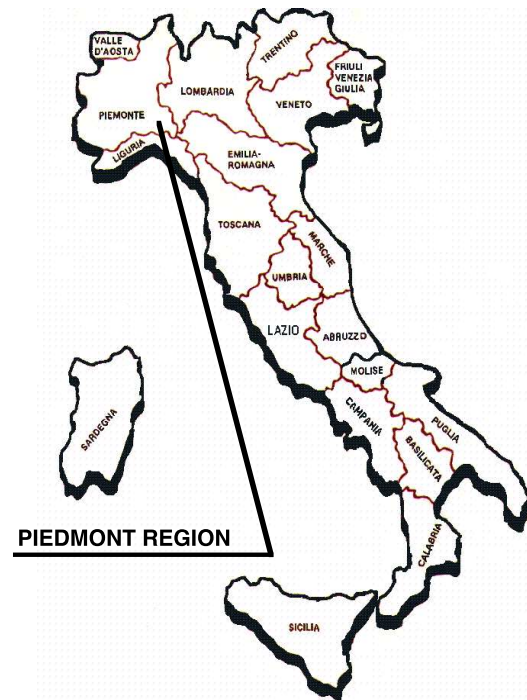 VALLE
D'AOSTA
TRENTINO
FRIULI
VENEZIA
GIULIA
LOMBARDIA
VENETO
PIEMONTE
LIGURIA
EMILIA-
ROMAGNA
TOSCANA
MARCHE
UMBRIA
LAZIO
ABRUZZO
MOLISE
CAMPANIA
PUGLIA
BASILICATA
SARDEGNA
PIEDMONT REGION
CALABRIA
SICILIA